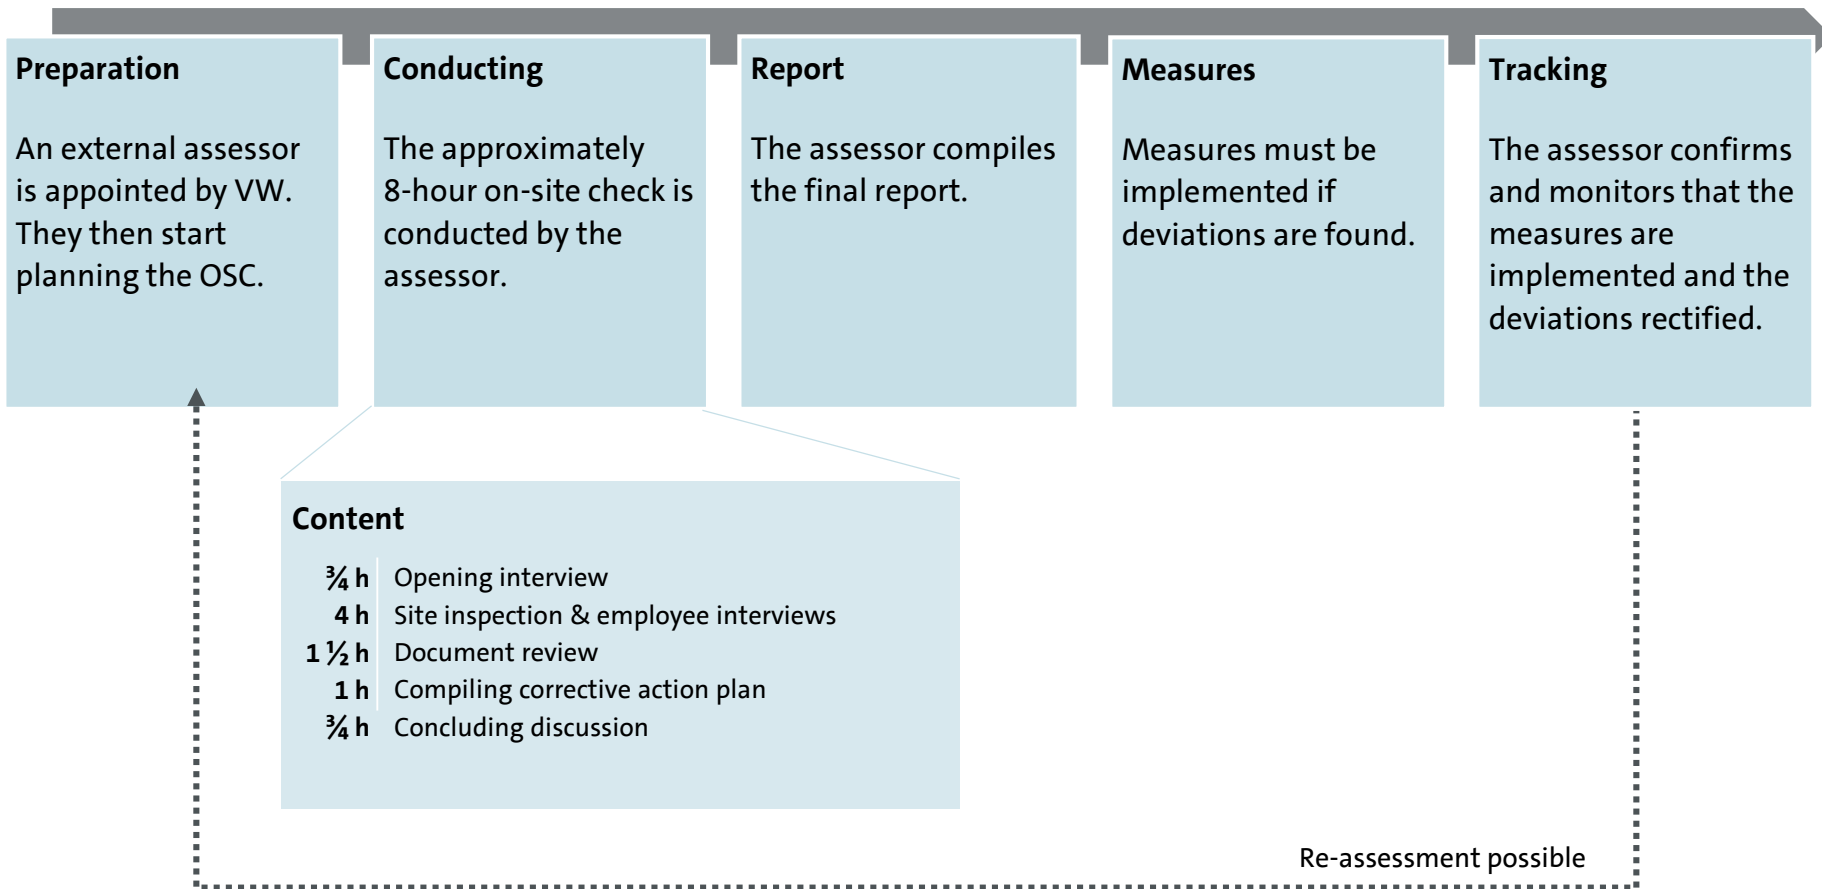 Preparation
An external assessor
is appointed by VW.
They then start
planning the OSC.
Conducting
The approximately
8-hour on-site check is
conducted by the
assessor.
Report
The assessor compiles
the final report.
Measures
Measures must be
implemented if
deviations are found.
Tracking
The assessor confirms
and monitors that the
measures are
implemented and the
deviations rectified.
Content
¾ h Opening interview
4 h Site inspection & employee interviews
1 ½ h Document review
1 h Compiling corrective action plan
¾ h Concluding discussion
Re-assessment possible